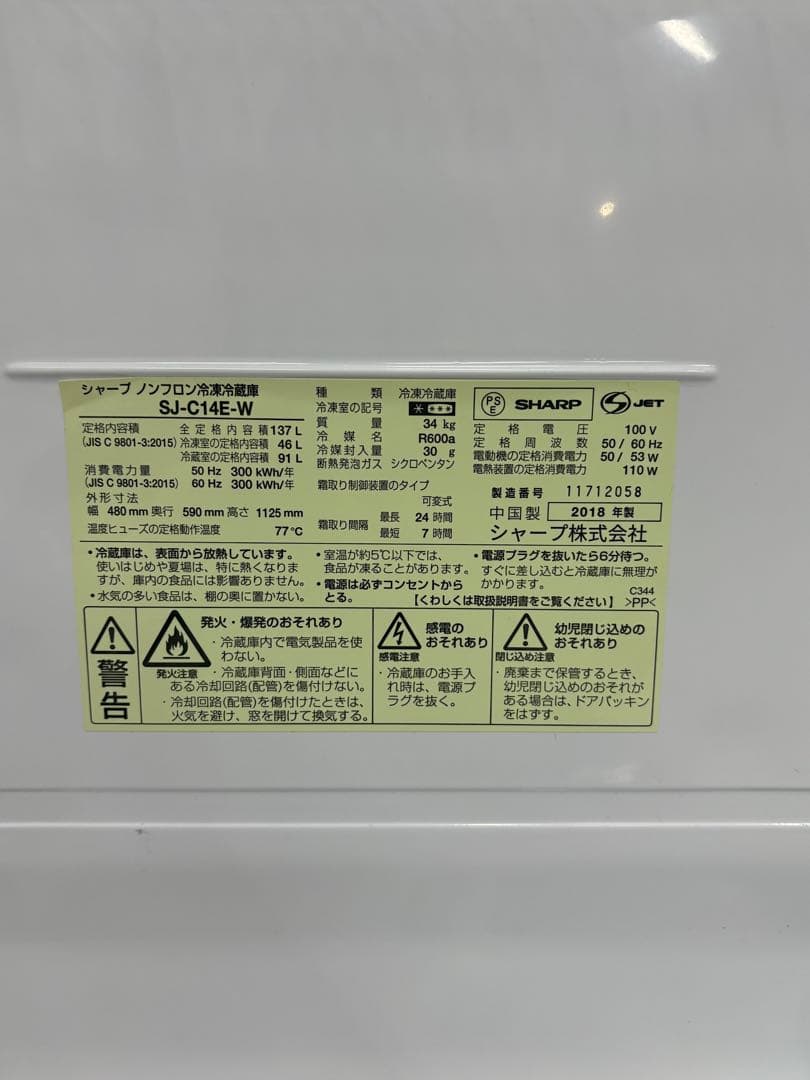 シャープ ノンフロン冷凍冷蔵庫
SJ-C14E-W
定格内容積 全定格内容積 137 L
(JIS C 9801-3:2015) 冷凍室の定格内容積 46 L
冷蔵室の定格内容積 91 L
消費電力量 50 Hz 300 kWh/年
(JIS C 9801-3:2015) 60 Hz 300 kWh/年
外形寸法
幅 480 mm 奥行 590 mm 高さ 1125 mm
温度ヒューズの定格動作温度 77℃
種類 冷凍冷蔵庫
冷凍室の記号
質量 34 kg
冷媒名 R600a
冷媒封入量 30 g
断熱発泡ガス シクロペンタン
霜取り制御装置のタイプ
可変式
霜取り間隔 最長 24 時間
最短 7 時間
PSE SHARP
S JET
定格電圧 100 V
定格周波数 50 / 60 Hz
電動機の定格消費電力 50 / 53 W
電熱装置の定格消費電力 110 W
製造番号 11712058
中国製 2018 年製
シャープ株式会社
・冷蔵庫は、表面から放熱しています。
使いはじめや夏場は、特に熱くなりま
すが、庫内の食品には影響ありません。
・水気の多い食品は、棚の奥に置かない。
・室温が約5℃以下では、
食品が凍ることがあります。
・電源は必ずコンセントから
とる。
・電源プラグを抜いたら6分待つ。
すぐに差し込むと冷蔵庫に無理が
かかります。
【くわしくは取扱説明書をご覧ください】
C344
>PP<
警告
発火・爆発のおそれあり
発火注意
・冷蔵庫内で電気製品を使
わない。
・冷蔵庫背面・側面などに
ある冷却回路(配管)を傷付けない。
・冷却回路(配管)を傷付けたときは、
火気を避け、窓を開けて換気する。
感電の
おそれあり
感電注意
・冷蔵庫のお手入
れ時は、電源プ
ラグを抜く。
幼児閉じ込めの
おそれあり
閉じ込め注意
・廃棄まで保管するとき、
幼児閉じ込めのおそれが
ある場合は、ドアパッキン
をはずす。